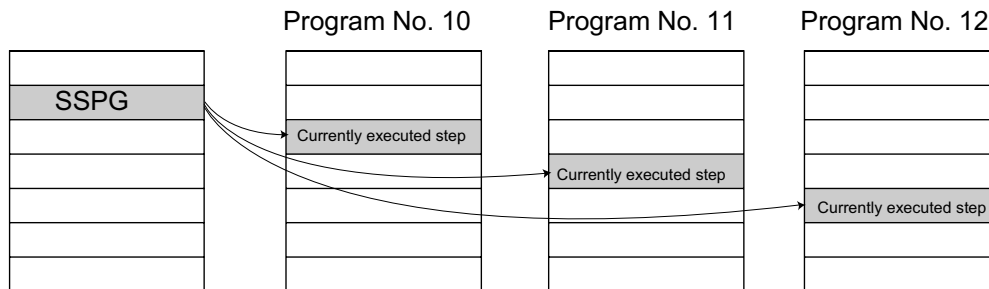 Program No. 10 Program No. 11 Program No. 12
SSPG
Currently executed step
Currently executed step
Currently executed step